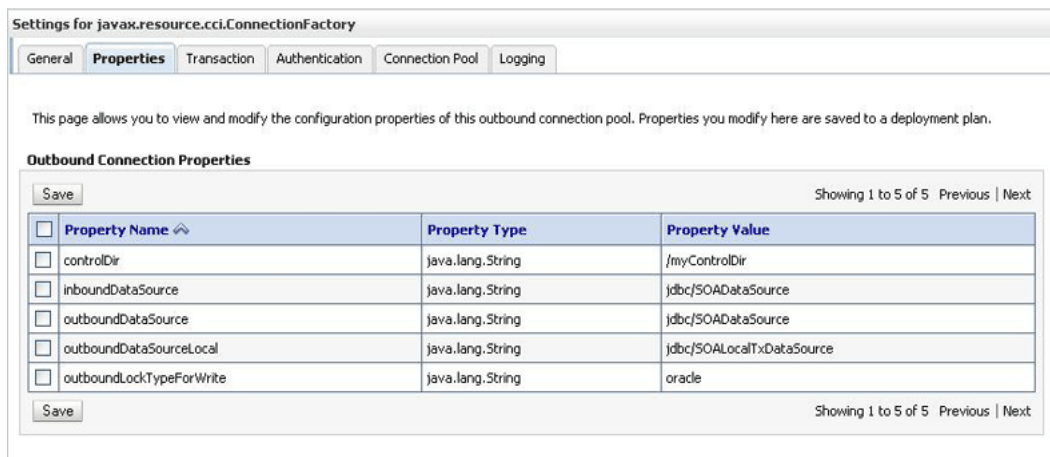 Settings for javax.resource.cci.ConnectionFactory
General Properties Transaction Authentication Connection Pool Logging
This page allows you to view and modify the configuration properties of this outbound connection pool. Properties you modify here are saved to a deployment plan.
Outbound Connection Properties
Save Showing 1 to 5 of 5 Previous | Next
Property Name Property Type Property Value
controlDir java.lang.String /myControlDir
inboundDataSource java.lang.String jdbc/SOADataSource
outboundDataSource java.lang.String jdbc/SOADataSource
outboundDataSourceLocal java.lang.String jdbc/SOALocalTxDataSource
outboundLockTypeForWrite java.lang.String oracle
Save Showing 1 to 5 of 5 Previous | Next